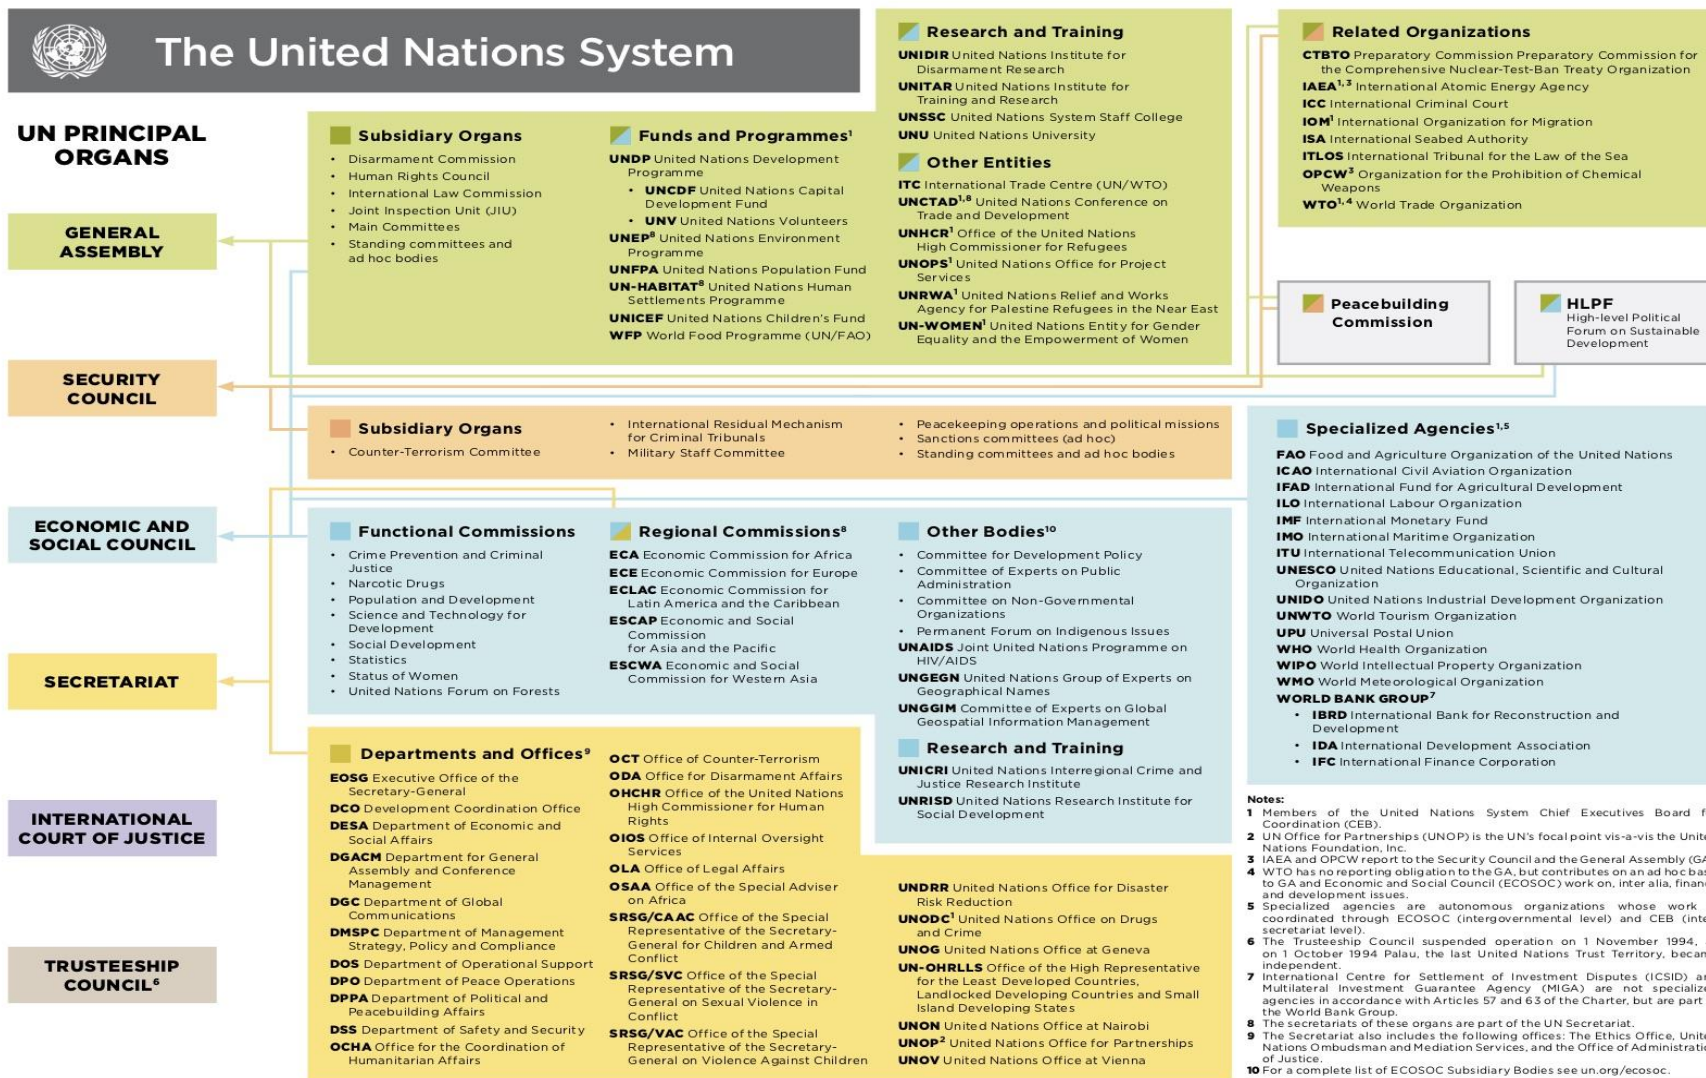 The United Nations System
UN PRINCIPAL
ORGANS
GENERAL
ASSEMBLY
SECURITY
COUNCIL
ECONOMIC AND
SOCIAL COUNCIL
SECRETARIAT
INTERNATIONAL
COURT OF JUSTICE
TRUSTEESHIP
COUNCIL⁶
Subsidiary Organs
• Disarmament Commission
• Human Rights Council
• International Law Commission
• Joint Inspection Unit (JIU)
• Main Committees
• Standing committees and
ad hoc bodies
Funds and Programmes¹
UNDP United Nations Development
Programme
• UNCDF United Nations Capital
Development Fund
• UNV United Nations Volunteers
UNEP⁸ United Nations Environment
Programme
UNFPA United Nations Population Fund
UN-HABITAT⁸ United Nations Human
Settlements Programme
UNICEF United Nations Children's Fund
WFP World Food Programme (UN/FAO)
Research and Training
UNIDIR United Nations Institute for
Disarmament Research
UNITAR United Nations Institute for
Training and Research
UNSSC United Nations System Staff College
UNU United Nations University
Other Entities
ITC International Trade Centre (UN/WTO)
UNCTAD¹,⁸ United Nations Conference on
Trade and Development
UNHCR¹ Office of the United Nations
High Commissioner for Refugees
UNOPS¹ United Nations Office for Project
Services
UNRWA¹ United Nations Relief and Works
Agency for Palestine Refugees in the Near East
UN-WOMEN¹ United Nations Entity for Gender
Equality and the Empowerment of Women
Related Organizations
CTBTO Preparatory Commission Preparatory Commission for
the Comprehensive Nuclear-Test-Ban Treaty Organization
IAEA¹,³ International Atomic Energy Agency
ICC International Criminal Court
IOM¹ International Organization for Migration
ISA International Seabed Authority
ITLOS International Tribunal for the Law of the Sea
OPCW³ Organization for the Prohibition of Chemical
Weapons
WTO¹,⁴ World Trade Organization
Peacebuilding
Commission
HLPF
High-level Political
Forum on Sustainable
Development
Subsidiary Organs
• Counter-Terrorism Committee
• International Residual Mechanism
for Criminal Tribunals
• Military Staff Committee
• Peacekeeping operations and political missions
• Sanctions committees (ad hoc)
• Standing committees and ad hoc bodies
Functional Commissions
• Crime Prevention and Criminal
Justice
• Narcotic Drugs
• Population and Development
• Science and Technology for
Development
• Social Development
• Statistics
• Status of Women
• United Nations Forum on Forests
Regional Commissions⁸
ECA Economic Commission for Africa
ECE Economic Commission for Europe
ECLAC Economic Commission for
Latin America and the Caribbean
ESCAP Economic and Social
Commission
for Asia and the Pacific
ESCWA Economic and Social
Commission for Western Asia
Other Bodies¹⁰
• Committee for Development Policy
• Committee of Experts on Public
Administration
• Committee on Non-Governmental
Organizations
• Permanent Forum on Indigenous Issues
UNAIDS Joint United Nations Programme on
HIV/AIDS
UNGEGN United Nations Group of Experts on
Geographical Names
UNGGIM Committee of Experts on Global
Geospatial Information Management
Research and Training
UNICRI United Nations Interregional Crime and
Justice Research Institute
UNRISD United Nations Research Institute for
Social Development
Specialized Agencies¹,⁵
FAO Food and Agriculture Organization of the United Nations
ICAO International Civil Aviation Organization
IFAD International Fund for Agricultural Development
ILO International Labour Organization
IMF International Monetary Fund
IMO International Maritime Organization
ITU International Telecommunication Union
UNESCO United Nations Educational, Scientific and Cultural
Organization
UNIDO United Nations Industrial Development Organization
UNWTO World Tourism Organization
UPU Universal Postal Union
WHO World Health Organization
WIPO World Intellectual Property Organization
WMO World Meteorological Organization
WORLD BANK GROUP⁷
• IBRD International Bank for Reconstruction and
Development
• IDA International Development Association
• IFC International Finance Corporation
Departments and Offices⁹
EOSG Executive Office of the
Secretary-General
DCO Development Coordination Office
DESA Department of Economic and
Social Affairs
DGACM Department for General
Assembly and Conference
Management
DGC Department of Global
Communications
DMSPC Department of Management
Strategy, Policy and Compliance
DOS Department of Operational Support
DPO Department of Peace Operations
DPPA Department of Political and
Peacebuilding Affairs
DSS Department of Safety and Security
OCHA Office for the Coordination of
Humanitarian Affairs
OCT Office of Counter-Terrorism
ODA Office for Disarmament Affairs
OHCHR Office of the United Nations
High Commissioner for Human
Rights
OIOS Office of Internal Oversight
Services
OLA Office of Legal Affairs
OSAA Office of the Special Adviser
on Africa
SRSG/CAAC Office of the Special
Representative of the Secretary-
General for Children and Armed
Conflict
SRSG/SVC Office of the Special
Representative of the Secretary-
General on Sexual Violence in
Conflict
SRSG/VAC Office of the Special
Representative of the Secretary-
General on Violence Against Children
UNDRR United Nations Office for Disaster
Risk Reduction
UNODC¹ United Nations Office on Drugs
and Crime
UNOG United Nations Office at Geneva
UN-OHRLLS Office of the High Representative
for the Least Developed Countries,
Landlocked Developing Countries and Small
Island Developing States
UNON United Nations Office at Nairobi
UNOP² United Nations Office for Partnerships
UNOV United Nations Office at Vienna
Notes:
1 Members of the United Nations System Chief Executives Board
Coordination (CEB).
2 UN Office for Partnerships (UNOP) is the UN's focal point vis-a-vis the
Nations Foundation, Inc.
3 IAEA and OPCW report to the Security Council and the General Assembly
4 WTO has no reporting obligation to the GA, but contributes on an ad hoc
to GA and Economic and Social Council (ECOSOC) work on, inter alia,
and development issues.
5 Specialized agencies are autonomous organizations whose work
coordinated through ECOSOC (intergovernmental level) and CEB
secretariat level).
6 The Trusteeship Council suspended operation on 1 November 1994,
on 1 October 1994 Palau, the last United Nations Trust Territory,
independent.
7 International Centre for Settlement of Investment Disputes (ICSID)
Multilateral Investment Guarantee Agency (MIGA) are not
agencies in accordance with Articles 57 and 63 of the Charter, but are part
the World Bank Group.
8 The secretariats of these organs are part of the UN Secretariat.
9 The Secretariat also includes the following offices: The Ethics Office,
Nations Ombudsman and Mediation Services, and the Office of
of Justice.
10 For a complete list of ECOSOC Subsidiary Bodies see un.org/ecosoc.